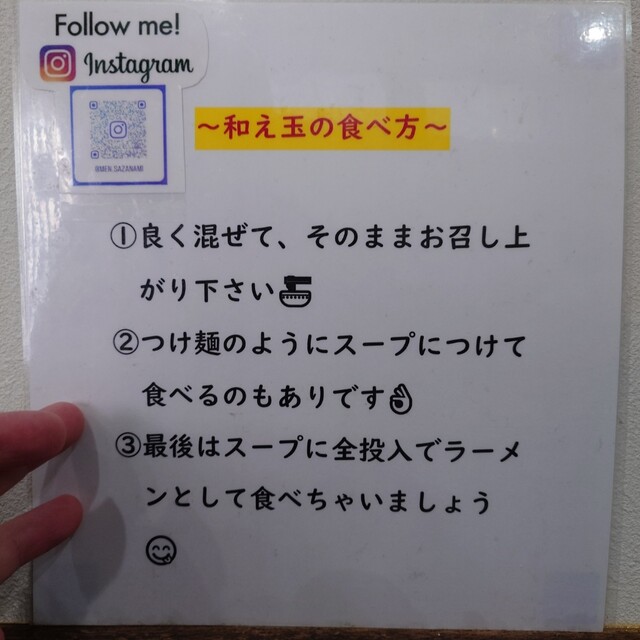 Follow me!
Instagram
～和え玉の食べ方～
①良く混ぜて、そのままお召し上
がり下さい
②つけ麺のようにスープにつけて
食べるのもありです👌
③最後はスープに全投入でラーメ
ンとして食べちゃいましょう
😋